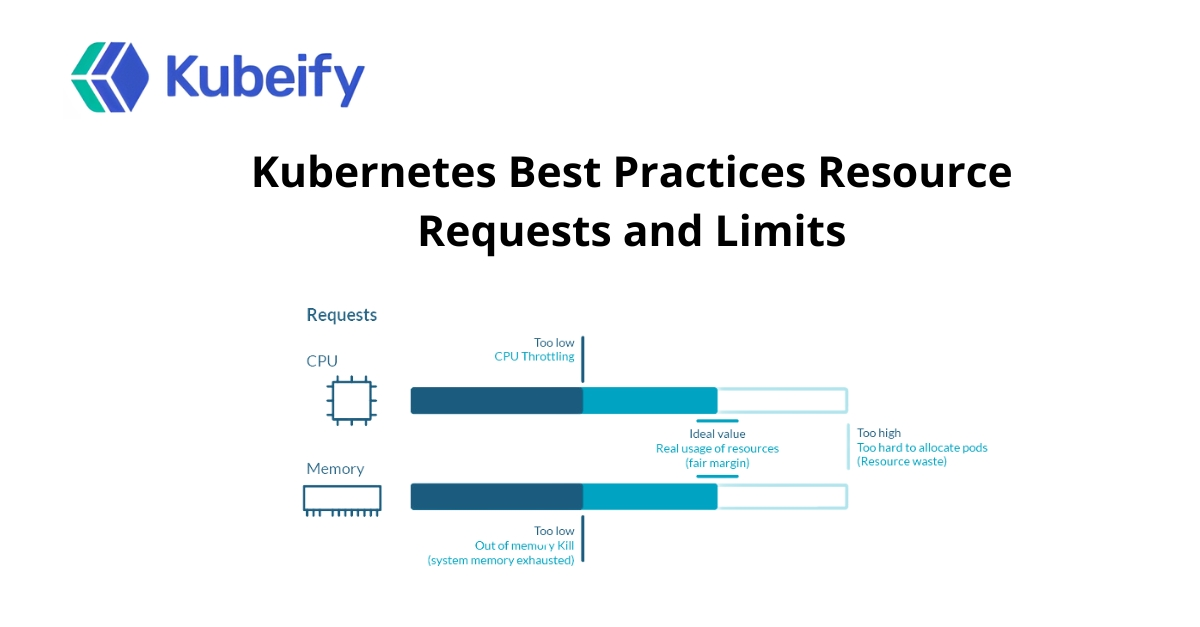 Kubeify
Kubernetes Best Practices Resource
Requests and Limits
Requests
CPU
Too low
CPU Throttling
Ideal value
Real usage of resources
(fair margin)
Too high
Too hard to allocate pods
(Resource waste)
Memory
Too low
Out of memory Kill
(system memory exhausted)